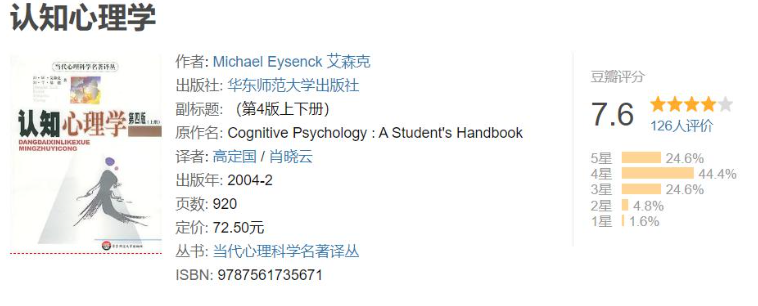 认知心理学
当代心理科学名著译丛
认知心理学第四版(上册)
DANGDAIXINLIKEXUE
MINGZHUYICONG
作者: Michael Eysenck 艾森克
出版社: 华东师范大学出版社
副标题: （第4版上下册）
原作名: Cognitive Psychology : A Student's Handbook
译者: 高定国 / 肖晓云
出版年: 2004-2
页数: 920
定价: 72.50元
丛书: 当代心理科学名著译丛
ISBN: 9787561735671
豆瓣评分
7.6
126人评价
5星 24.6%
4星 44.4%
3星 24.6%
2星 4.8%
1星 1.6%